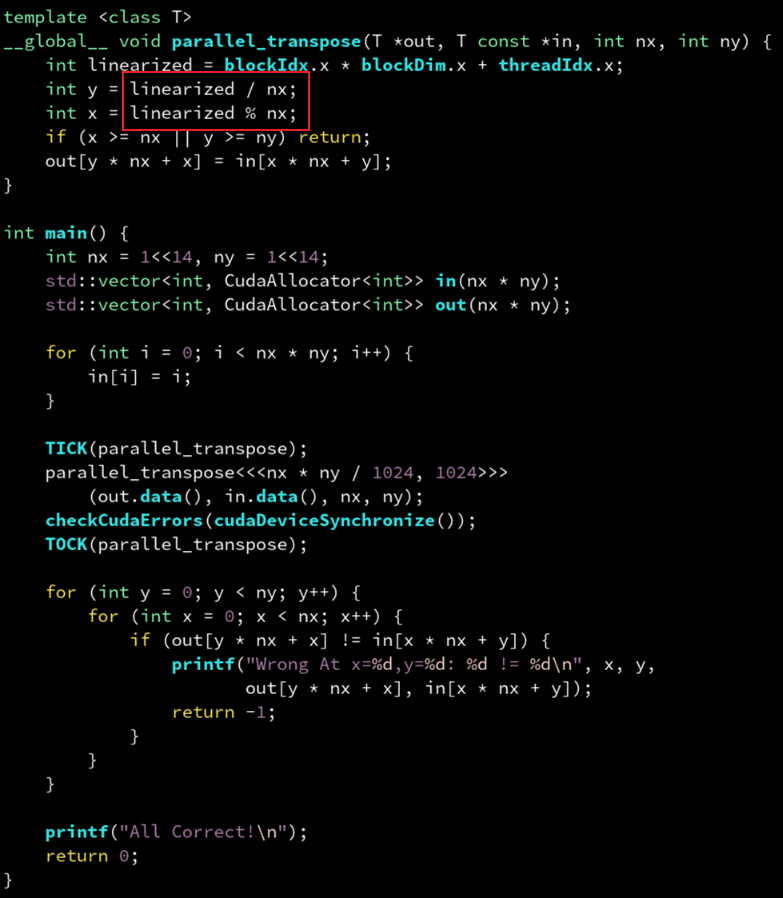 template <class T>
__global__ void parallel_transpose(T *out, T const *in, int nx, int ny) {
    int linearized = blockIdx.x * blockDim.x + threadIdx.x;
    int y = linearized / nx;
    int x = linearized % nx;
    if (x >= nx || y >= ny) return;
    out[y * nx + x] = in[x * nx + y];
}

int main() {
    int nx = 1<<14, ny = 1<<14;
    std::vector<int, CudaAllocator<int>> in(nx * ny);
    std::vector<int, CudaAllocator<int>> out(nx * ny);

    for (int i = 0; i < nx * ny; i++) {
        in[i] = i;
    }

    TICK(parallel_transpose);
    parallel_transpose<<<nx * ny / 1024, 1024>>>
        (out.data(), in.data(), nx, ny);
    checkCudaErrors(cudaDeviceSynchronize());
    TOCK(parallel_transpose);

    for (int y = 0; y < ny; y++) {
        for (int x = 0; x < nx; x++) {
            if (out[y * nx + x] != in[x * nx + y]) {
                printf("Wrong At x=%d,y=%d: %d != %d\n", x, y,
                       out[y * nx + x], in[x * nx + y]);
                return -1;
            }
        }
    }

    printf("All Correct!\n");
    return 0;
}